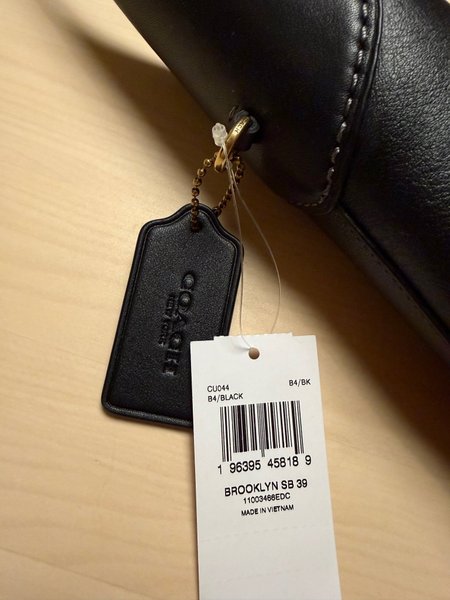 COACH
NEW YORK
CU044 B4/BK
B4/BLACK
1 96395 45818 9
BROOKLYN SB 39
11003466EDC
MADE IN VIETNAM